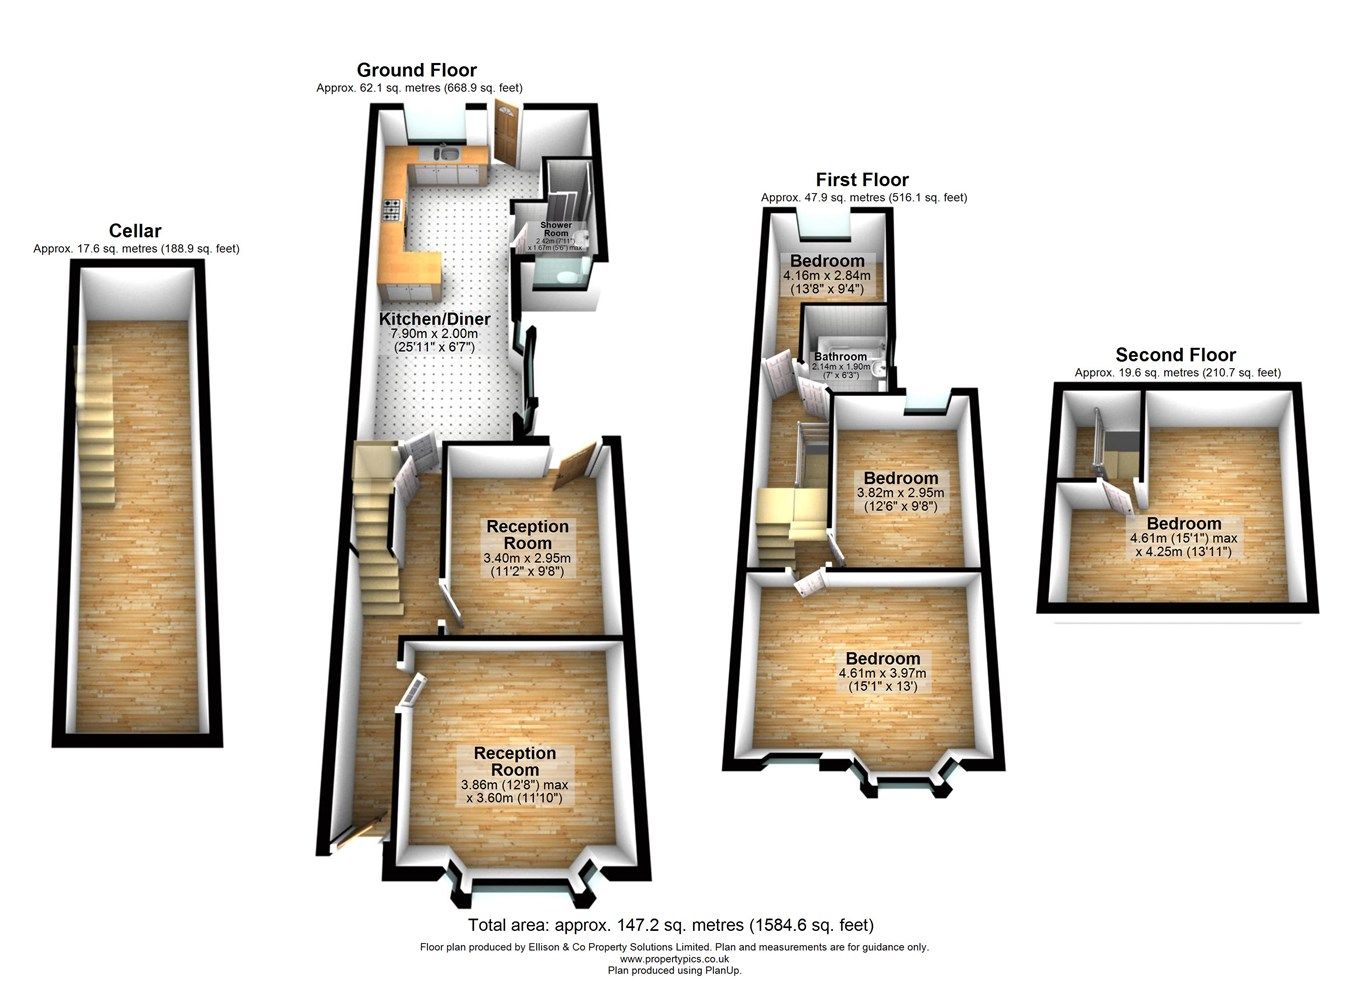 Ground Floor
Approx. 62.1 sq. metres (668.9 sq. feet)
First Floor
Approx. 47.9 sq. metres (516.1 sq. feet)
Cellar
Approx. 17.6 sq. metres (188.9 sq. feet)
Shower
Room
2.42m (7'11")
x 1.67m (5'6") max
Bedroom
4.16m x 2.84m
(13'8" x 9'4")
Kitchen/Diner
7.90m x 2.00m
(25'11" x 6'7")
Bathroom
2.14m x 1.90m
(7' x 6'3")
Second Floor
Approx. 19.6 sq. metres (210.7 sq. feet)
Bedroom
3.82m x 2.95m
(12'6" x 9'8")
Reception
Room
3.40m x 2.95m
(11'2" x 9'8")
Bedroom
4.61m (15'1") max
x 4.25m (13'11")
Bedroom
4.61m x 3.97m
(15'1" x 13')
Reception
Room
3.86m (12'8") max
x 3.60m (11'10")
Total area: approx. 147.2 sq. metres (1584.6 sq. feet)
Floor plan produced by Ellison & Co Property Solutions Limited. Plan and measurements are for guidance only.
www.propertypics.co.uk
Plan produced using PlanUp.